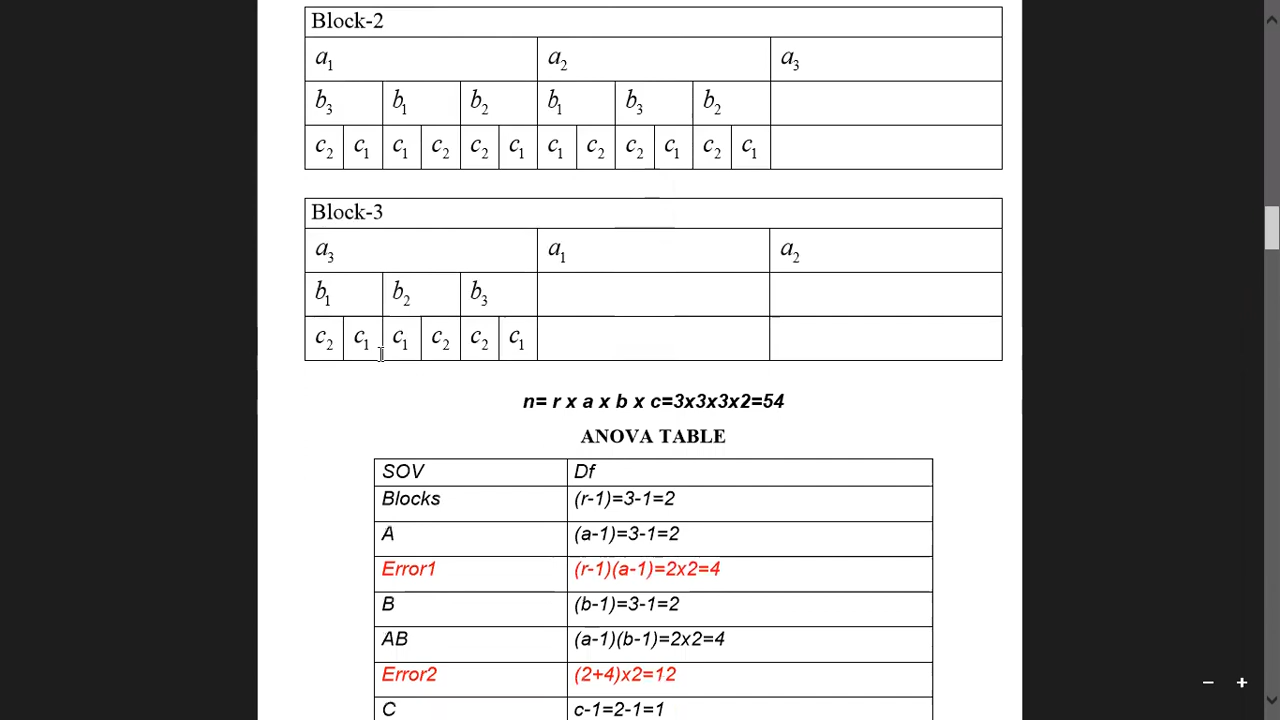 Block-2
a1 a2 a3
b3 b1 b2 b1 b3 b2
c2 c1 c1 c2 c2 c1 c1 c2 c2 c1 c2 c1
Block-3
a3 a1 a2
b1 b2 b3
c2 c1 c1 c2 c2 c1
n= r x a x b x c=3x3x3x2=54
ANOVA TABLE
SOV Df
Blocks (r-1)=3-1=2
A (a-1)=3-1=2
Error1 (r-1)(a-1)=2x2=4
B (b-1)=3-1=2
AB (a-1)(b-1)=2x2=4
Error2 (2+4)x2=12
C c-1=2-1=1